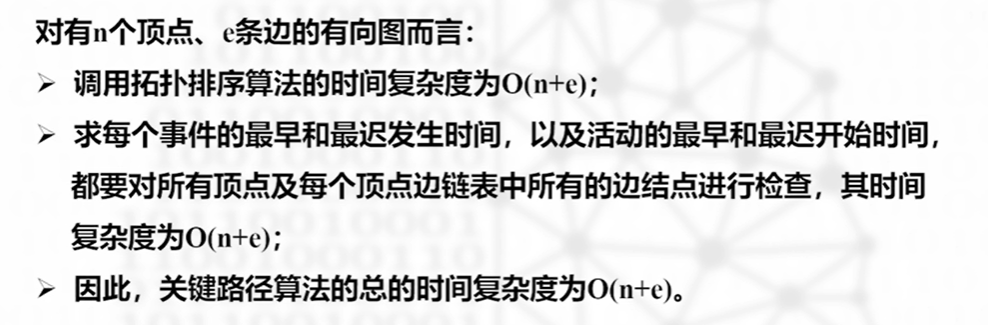 对有n个顶点、e条边的有向图而言：
➢ 调用拓扑排序算法的时间复杂度为O(n+e)；
➢ 求每个事件的最早和最迟发生时间，以及活动的最早和最迟开始时间，
都要对所有顶点及每个顶点边链表中所有的边结点进行检查，其时间
复杂度为O(n+e)；
➢ 因此，关键路径算法的总的时间复杂度为O(n+e)。